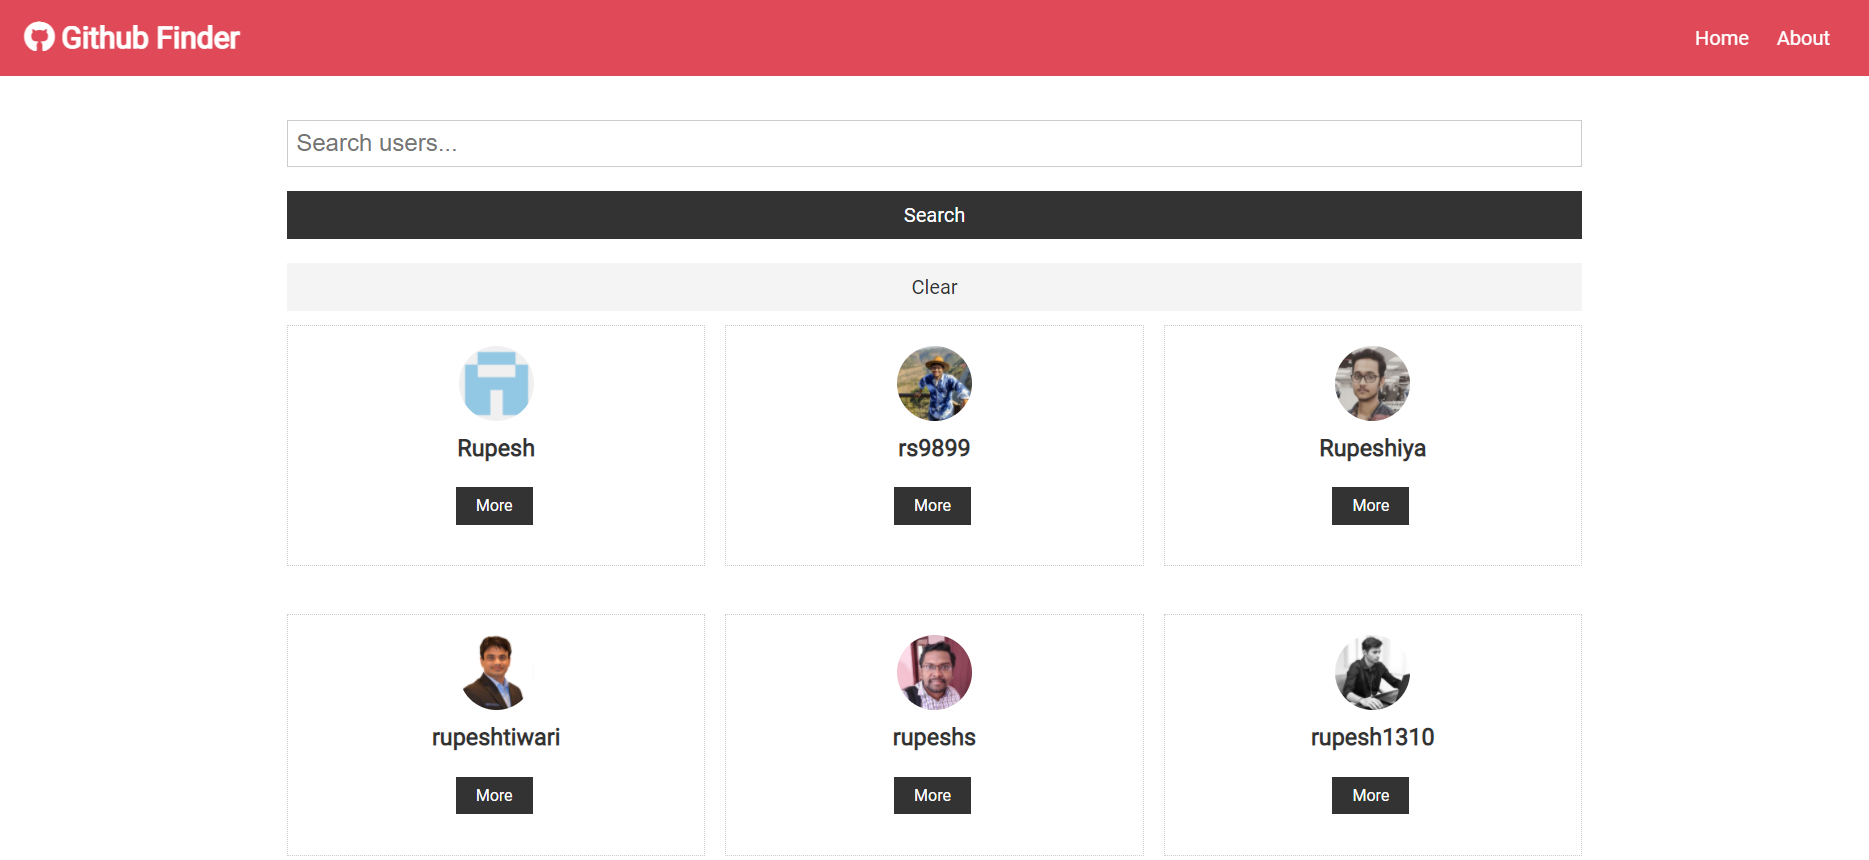 Github Finder
Home About
Search users...
Search
Clear
Rupesh
More
rs9899
More
Rupeshiya
More
rupeshtiwari
More
rupeshs
More
rupesh1310
More